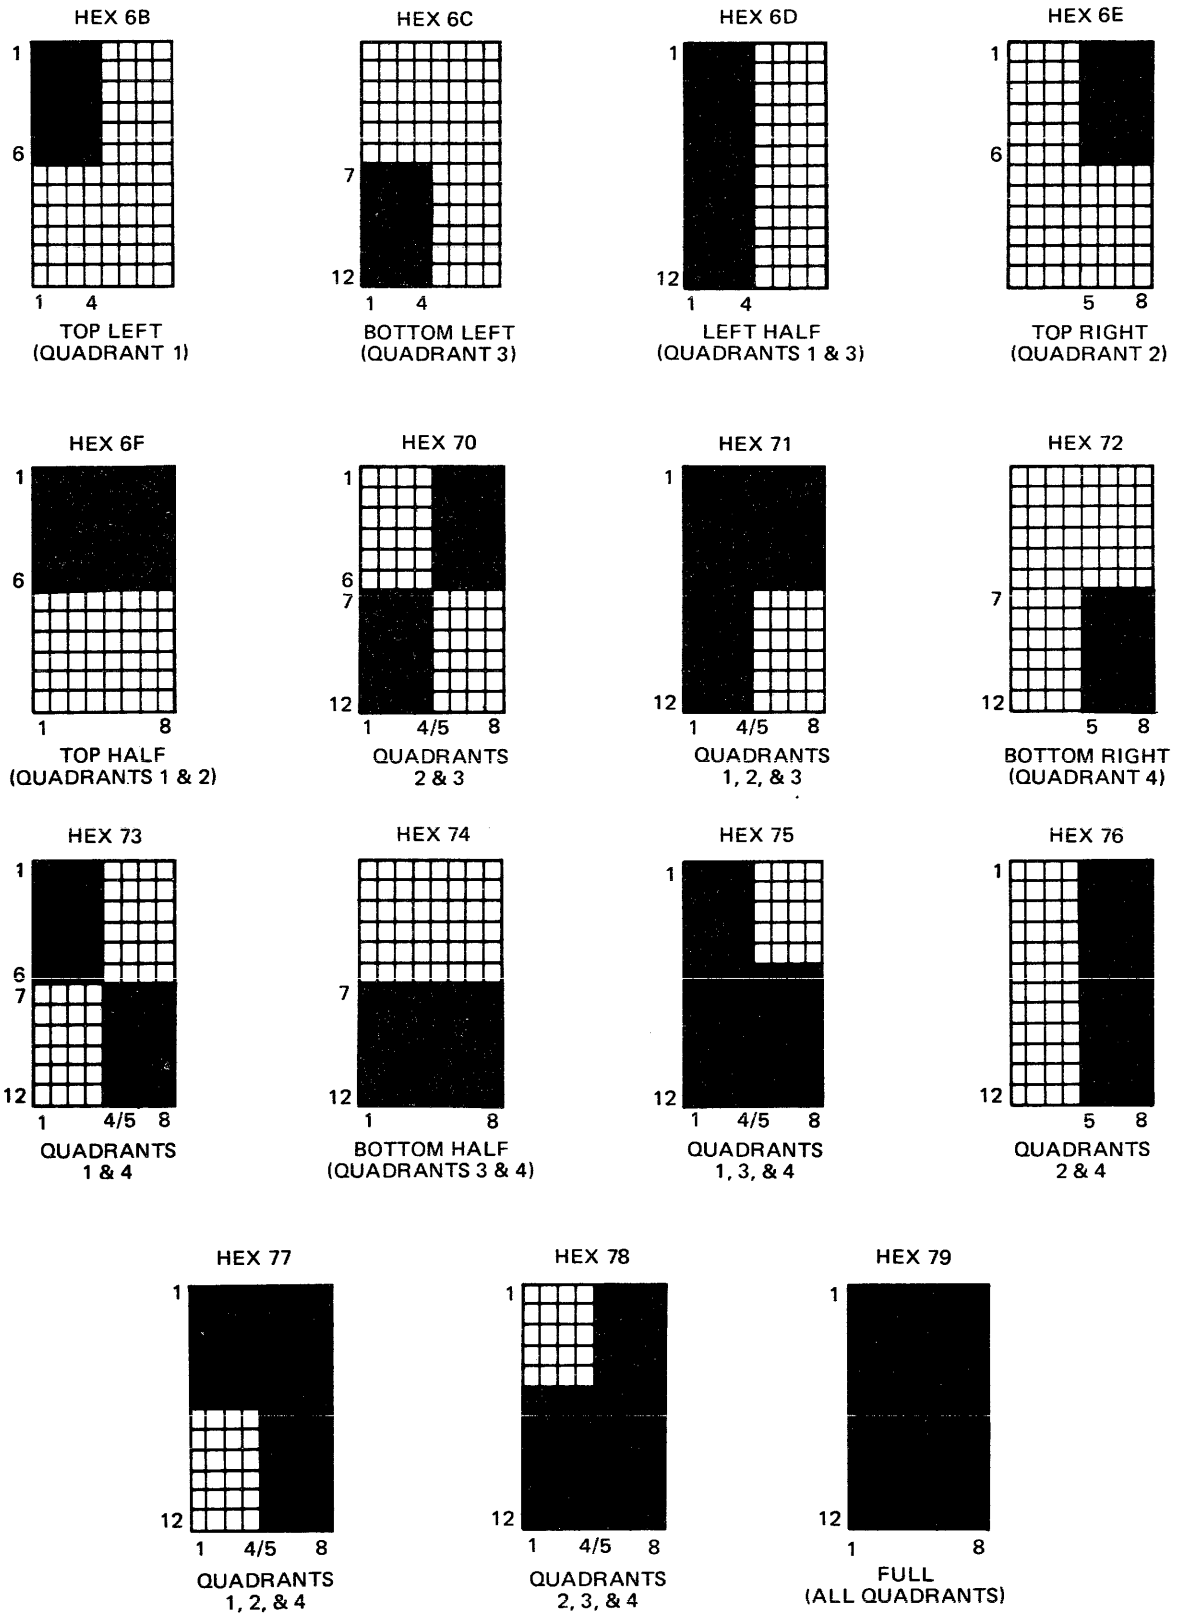 HEX 6B HEX 6C HEX 6D HEX 6E
1 1 1
6 7 6
12 12
1 4 1 4 1 4 5 8
TOP LEFT BOTTOM LEFT LEFT HALF TOP RIGHT
(QUADRANT 1) (QUADRANT 3) (QUADRANTS 1 & 3) (QUADRANT 2)
HEX 6F HEX 70 HEX 71 HEX 72
1 1 1
6 6
7 7
12 12 12
1 8 1 4/5 8 1 4/5 8 5 8
TOP HALF QUADRANTS QUADRANTS BOTTOM RIGHT
(QUADRANTS 1 & 2) 2 & 3 1, 2, & 3 (QUADRANT 4)
HEX 73 HEX 74 HEX 75 HEX 76
1 1 1
6
7 7
12 12 12 12
1 4/5 8 1 8 1 4/5 8 5 8
QUADRANTS BOTTOM HALF QUADRANTS QUADRANTS
1 & 4 (QUADRANTS 3 & 4) 1, 3, & 4 2 & 4
HEX 77 HEX 78 HEX 79
1 1 1
12 12 12
1 4/5 8 1 4/5 8 1 8
QUADRANTS QUADRANTS FULL
1, 2, & 4 2, 3, & 4 (ALL QUADRANTS)